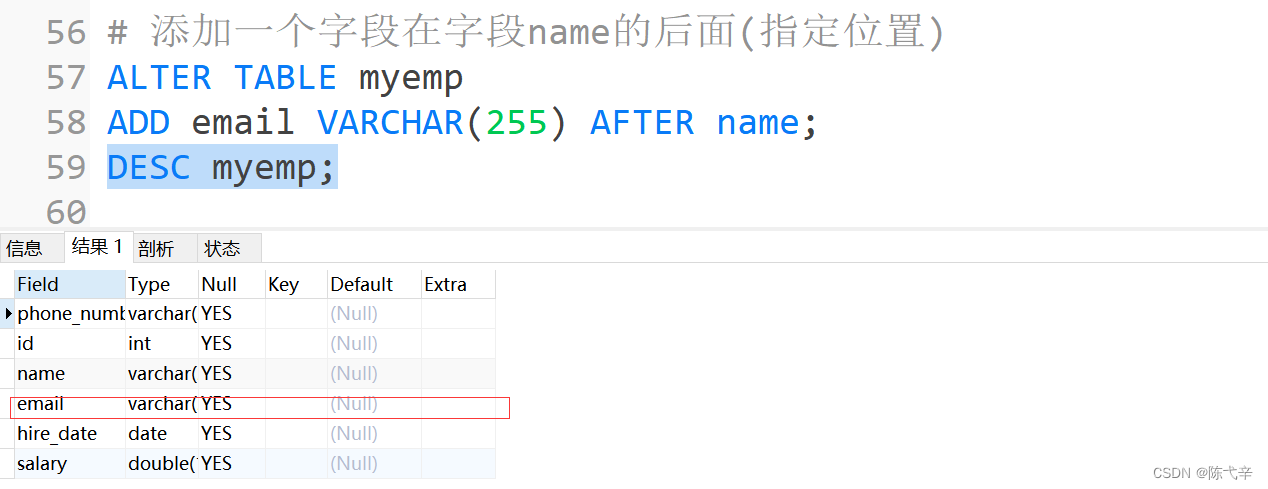 56 # 添加一个字段在字段name的后面(指定位置)
57 ALTER TABLE myemp
58 ADD email VARCHAR(255) AFTER name;
59 DESC myemp;
60
信息 结果 1 剖析 状态
Field Type Null Key Default Extra
phone_numb varchar( YES (Null)
id int YES (Null)
name varchar( YES (Null)
email varchar( YES (Null)
hire_date date YES (Null)
salary double( YES (Null)
CSDN @陈弋辛